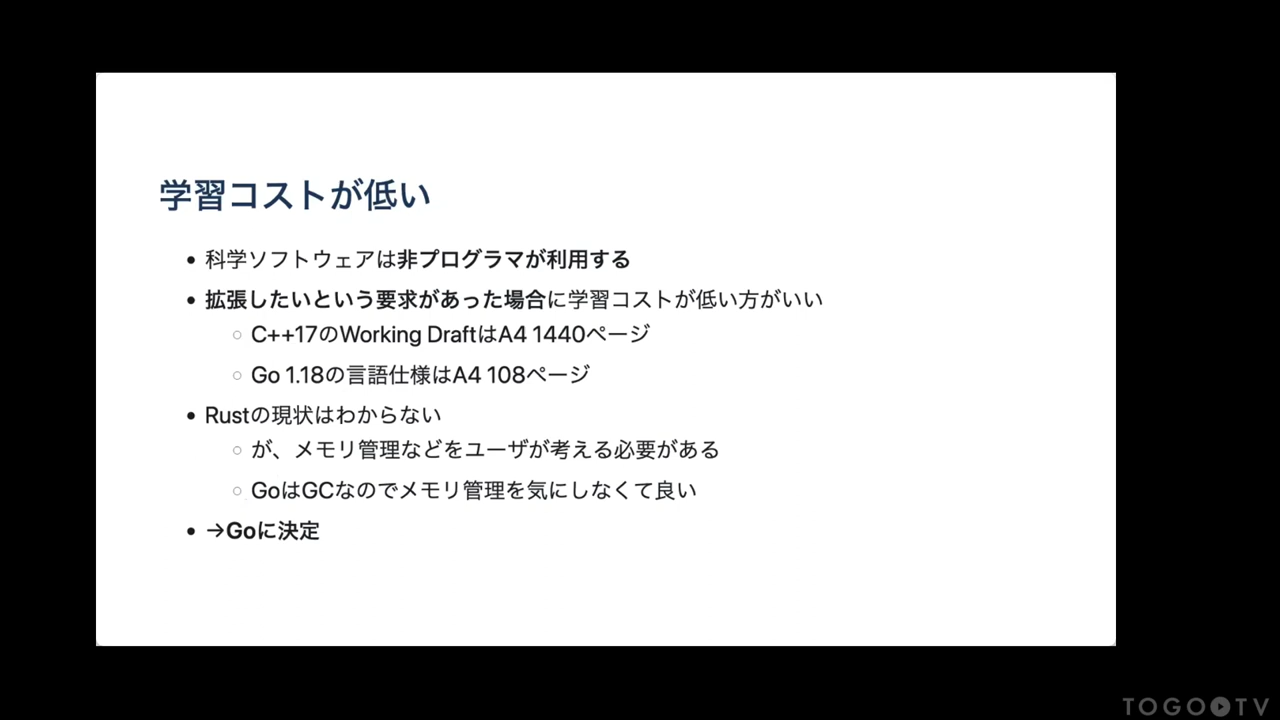 学習コストが低い
• 科学ソフトウェアは非プログラマが利用する
• 拡張したいという要求があった場合に学習コストが低い方がいい
○ C++17のWorking DraftはA4 1440ページ
○ Go 1.18の言語仕様はA4 108ページ
• Rustの現状はわからない
○ が、メモリ管理などをユーザが考える必要がある
○ GoはGCなのでメモリ管理を気にしなくて良い
• →Goに決定
TOGO TV